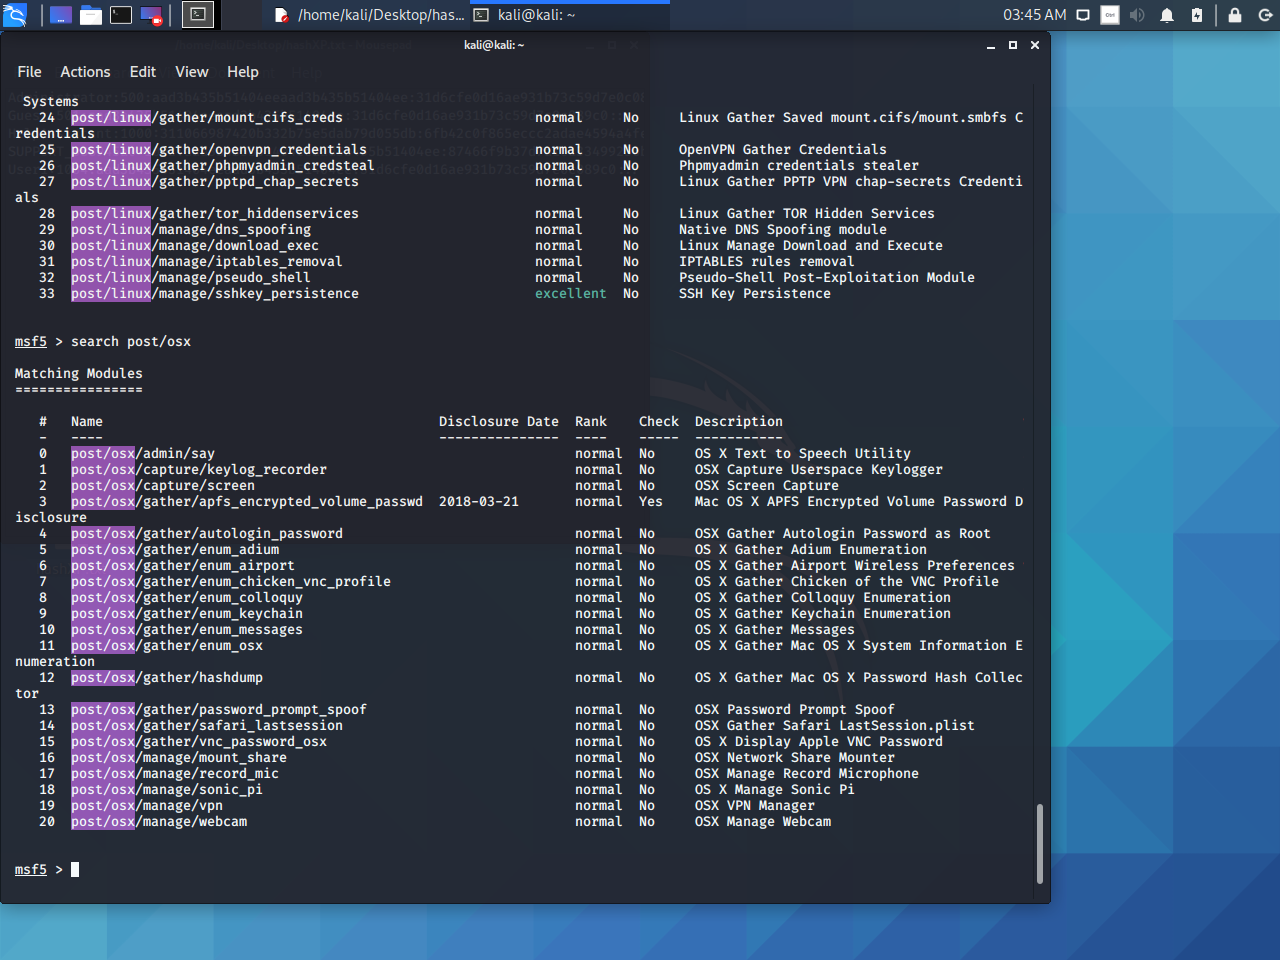 /home/kali/Desktop/has...
kali@kali: ~
03:45 AM
kali@kali: ~
File Actions Edit View Help
Systems
24 post/linux/gather/mount_cifs_creds normal No Linux Gather Saved mount.cifs/mount.smbfs C
redentials
25 post/linux/gather/openvpn_credentials normal No OpenVPN Gather Credentials
26 post/linux/gather/phpmyadmin_credsteal normal No Phpmyadmin credentials stealer
27 post/linux/gather/pptpd_chap_secrets normal No Linux Gather PPTP VPN chap-secrets Credenti
als
28 post/linux/gather/tor_hiddenservices normal No Linux Gather TOR Hidden Services
29 post/linux/manage/dns_spoofing normal No Native DNS Spoofing module
30 post/linux/manage/download_exec normal No Linux Manage Download and Execute
31 post/linux/manage/iptables_removal normal No IPTABLES rules removal
32 post/linux/manage/pseudo_shell normal No Pseudo-Shell Post-Exploitation Module
33 post/linux/manage/sshkey_persistence excellent No SSH Key Persistence
msf5 > search post/osx
Matching Modules
================
# Name Disclosure Date Rank Check Description
- ---- --------------- ---- ----- -----------
0 post/osx/admin/say normal No OS X Text to Speech Utility
1 post/osx/capture/keylog_recorder normal No OSX Capture Userspace Keylogger
2 post/osx/capture/screen normal No OSX Screen Capture
3 post/osx/gather/apfs_encrypted_volume_passwd 2018-03-21 normal Yes Mac OS X APFS Encrypted Volume Password D
isclosure
4 post/osx/gather/autologin_password normal No OSX Gather Autologin Password as Root
5 post/osx/gather/enum_adium normal No OS X Gather Adium Enumeration
6 post/osx/gather/enum_airport normal No OS X Gather Airport Wireless Preferences
7 post/osx/gather/enum_chicken_vnc_profile normal No OS X Gather Chicken of the VNC Profile
8 post/osx/gather/enum_colloquy normal No OS X Gather Colloquy Enumeration
9 post/osx/gather/enum_keychain normal No OS X Gather Keychain Enumeration
10 post/osx/gather/enum_messages normal No OS X Gather Messages
11 post/osx/gather/enum_osx normal No OS X Gather Mac OS X System Information E
numeration
12 post/osx/gather/hashdump normal No OS X Gather Mac OS X Password Hash Collec
tor
13 post/osx/gather/password_prompt_spoof normal No OSX Password Prompt Spoof
14 post/osx/gather/safari_lastsession normal No OSX Gather Safari LastSession.plist
15 post/osx/gather/vnc_password_osx normal No OS X Display Apple VNC Password
16 post/osx/manage/mount_share normal No OSX Network Share Mounter
17 post/osx/manage/record_mic normal No OSX Manage Record Microphone
18 post/osx/manage/sonic_pi normal No OS X Manage Sonic Pi
19 post/osx/manage/vpn normal No OSX VPN Manager
20 post/osx/manage/webcam normal No OSX Manage Webcam
msf5 >